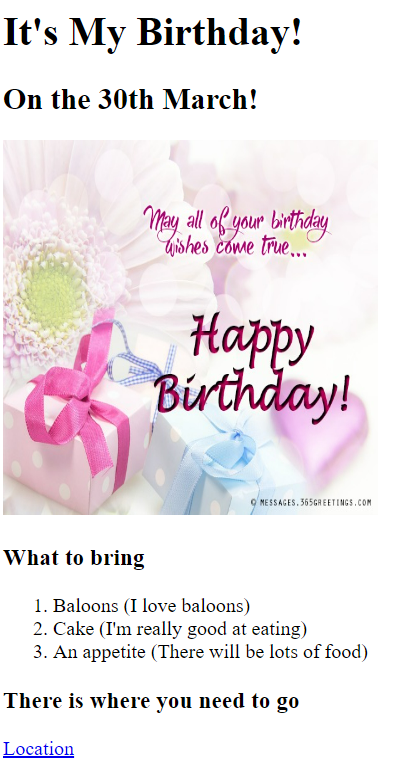 It's My Birthday!
On the 30th March!
May all of your birthday
wishes come true...
Happy
Birthday!
© MESSAGES.365GREETINGS.COM
What to bring
1. Baloons (I love baloons)
2. Cake (I'm really good at eating)
3. An appetite (There will be lots of food)
There is where you need to go
Location